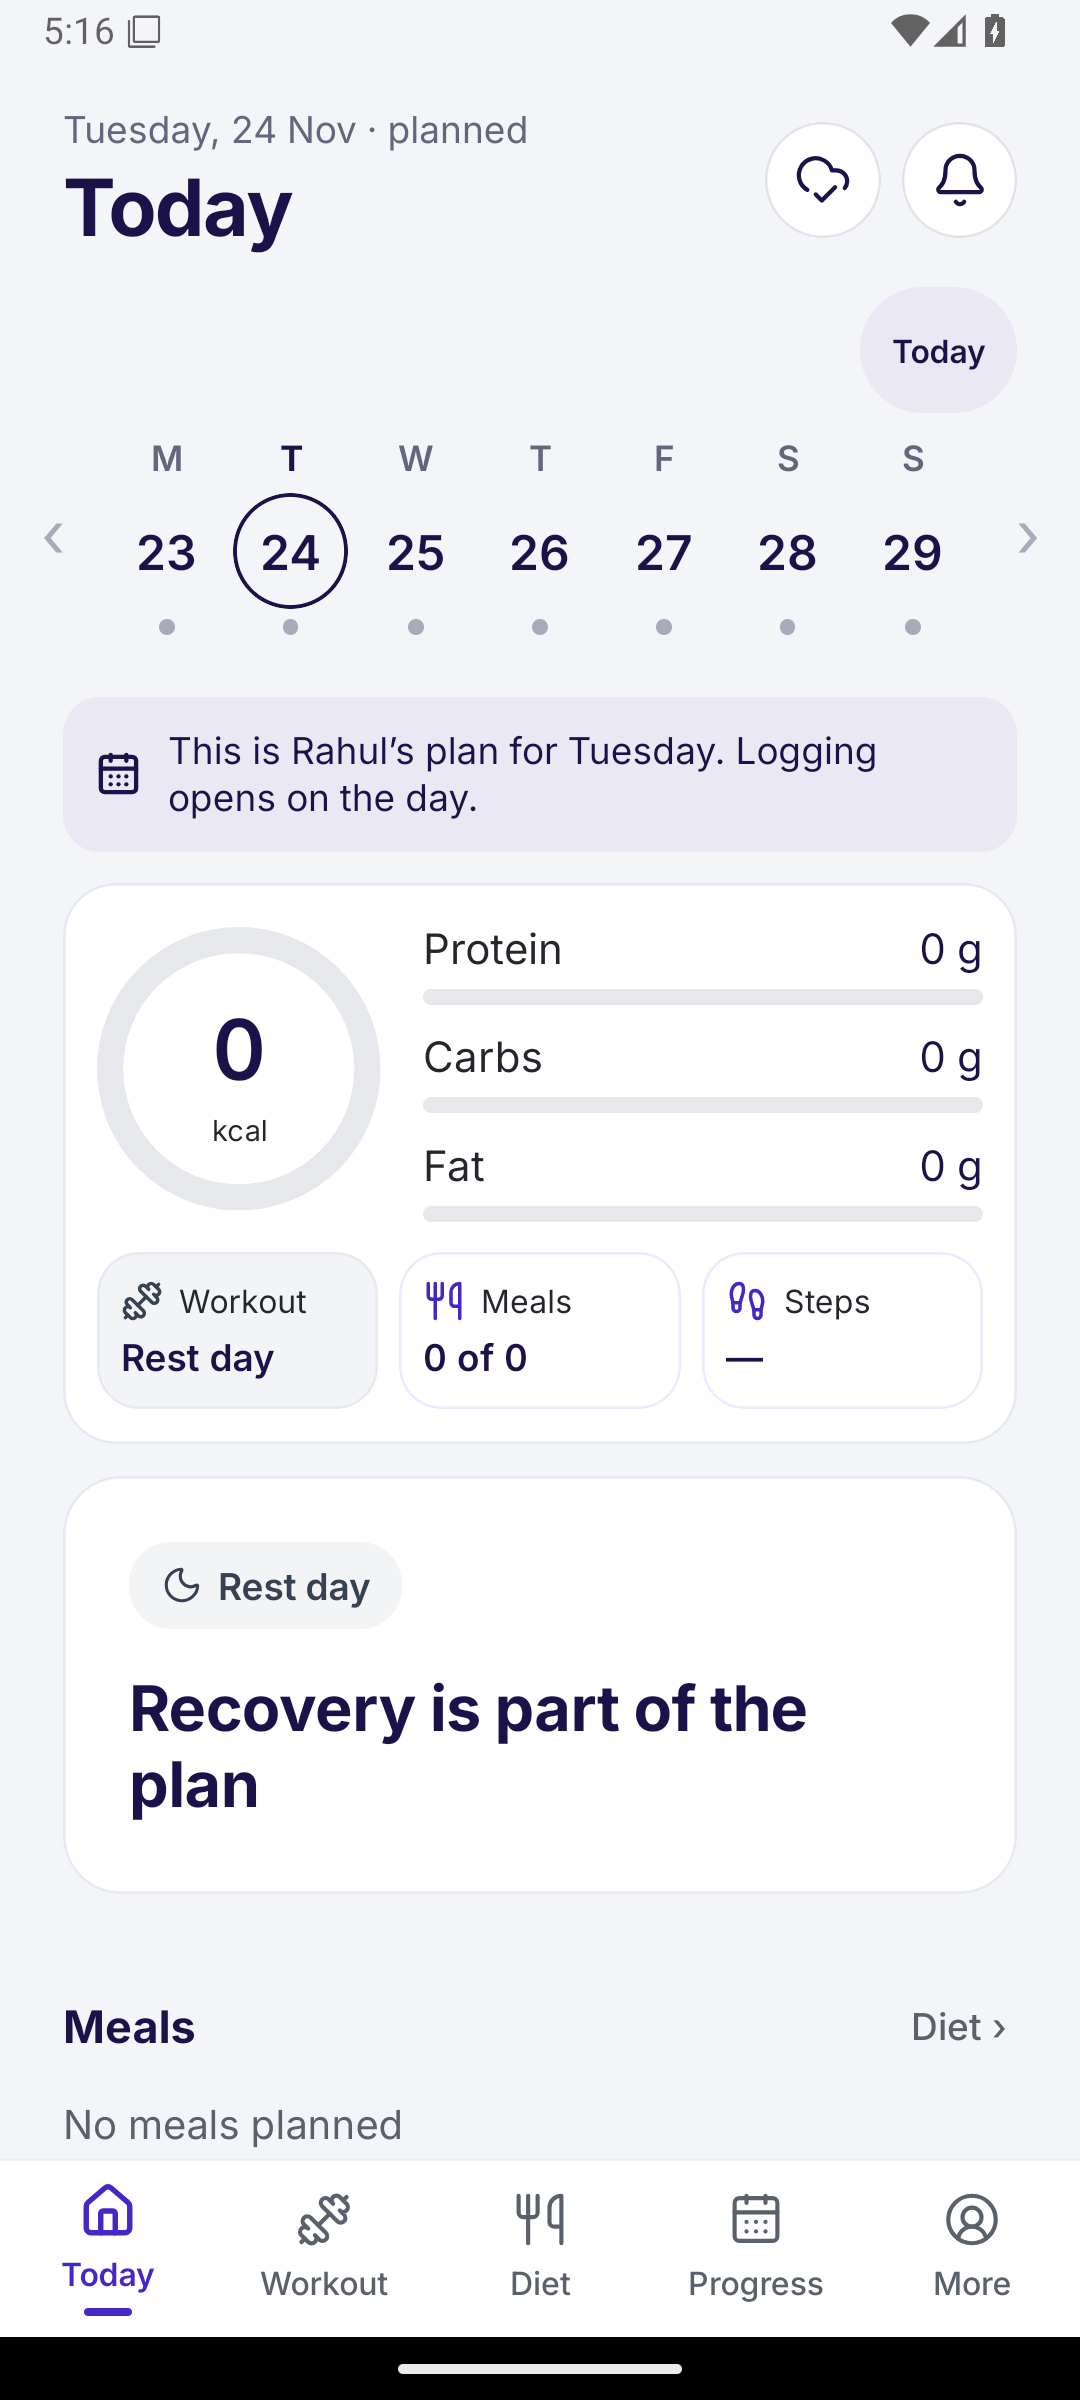 5:16
Tuesday, 24 Nov · planned
Today
Today
M T W T F S S
‹ 23 24 25 26 27 28 29 ›
This is Rahul’s plan for Tuesday. Logging
opens on the day.
Protein 0 g
Carbs 0 g
Fat 0 g
0
kcal
Workout
Rest day
Meals
0 of 0
Steps
—
Rest day
Recovery is part of the
plan
Meals Diet ›
No meals planned
Today Workout Diet Progress More